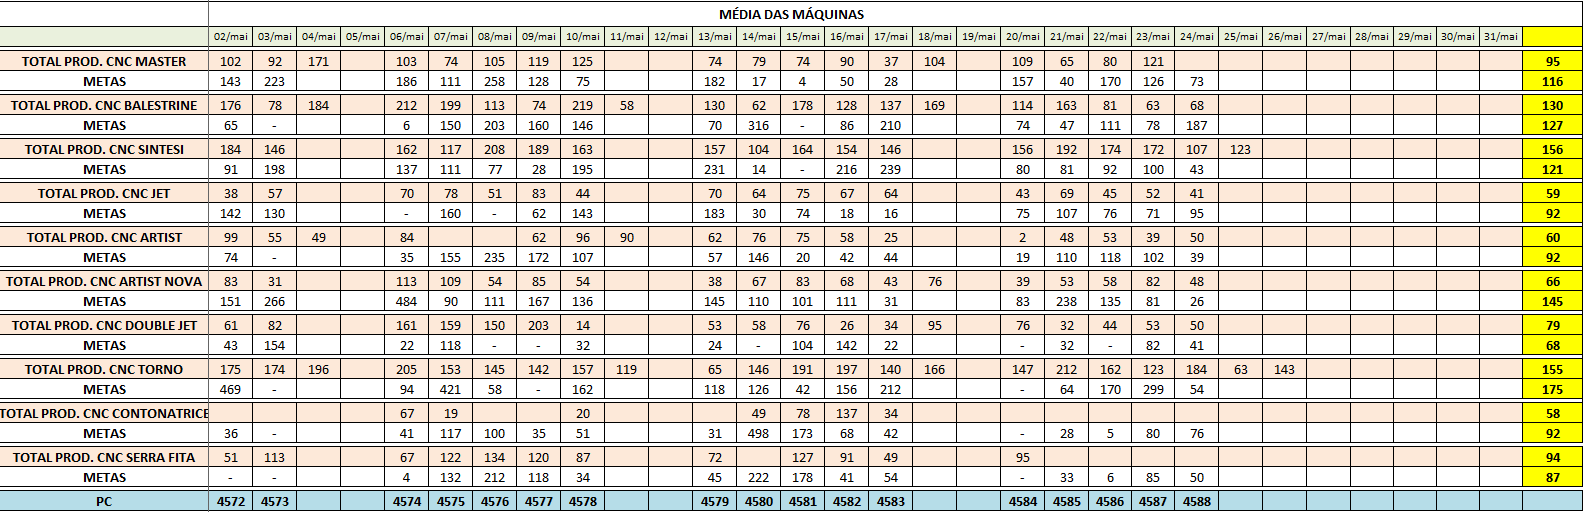 MÉDIA DAS MÁQUINAS
02/mai 03/mai 04/mai 05/mai 06/mai 07/mai 08/mai 09/mai 10/mai 11/mai 12/mai 13/mai 14/mai 15/mai 16/mai 17/mai 18/mai 19/mai 20/mai 21/mai 22/mai 23/mai 24/mai 25/mai 26/mai 27/mai 28/mai 29/mai 30/mai 31/mai
TOTAL PROD. CNC MASTER 102 92 171 103 74 105 119 125 74 79 74 90 37 104 109 65 80 121 95
METAS 143 223 186 111 258 128 75 182 17 4 50 28 157 40 170 126 73 116
TOTAL PROD. CNC BALESTRINE 176 78 184 212 199 113 74 219 58 130 62 178 128 137 169 114 163 81 63 68 130
METAS 65 - 6 150 203 160 146 70 316 - 86 210 74 47 111 78 187 127
TOTAL PROD. CNC SINTESI 184 146 162 117 208 189 163 157 104 164 154 146 156 192 174 172 107 123 156
METAS 91 198 137 111 77 28 195 231 14 - 216 239 80 81 92 100 43 121
TOTAL PROD. CNC JET 38 57 70 78 51 83 44 70 64 75 67 64 43 69 45 52 41 59
METAS 142 130 - 160 - 62 143 183 30 74 18 16 75 107 76 71 95 92
TOTAL PROD. CNC ARTIST 99 55 49 84 62 96 90 62 76 75 58 25 2 48 53 39 50 60
METAS 74 - 35 155 235 172 107 57 146 20 42 44 19 110 118 102 39 92
TOTAL PROD. CNC ARTIST NOVA 83 31 113 109 54 85 54 38 67 83 68 43 76 39 53 58 82 48 66
METAS 151 266 484 90 111 167 136 145 110 101 111 31 83 238 135 81 26 145
TOTAL PROD. CNC DOUBLE JET 61 82 161 159 150 203 14 53 58 76 26 34 95 76 32 44 53 50 79
METAS 43 154 22 118 - - 32 24 - 104 142 22 - 32 - 82 41 68
TOTAL PROD. CNC TORNO 175 174 196 205 153 145 142 157 119 65 146 191 197 140 166 147 212 162 123 184 63 143 155
METAS 469 - 94 421 58 - 162 118 126 42 156 212 - 64 170 299 54 175
TOTAL PROD. CNC CONTONATRICE 67 19 20 49 78 137 34 58
METAS 36 - 41 117 100 35 51 31 498 173 68 42 - 28 5 80 76 92
TOTAL PROD. CNC SERRA FITA 51 113 67 122 134 120 87 72 127 91 49 95 94
METAS - - 4 132 212 118 34 45 222 178 41 54 - 33 6 85 50 87
PC 4572 4573 4574 4575 4576 4577 4578 4579 4580 4581 4582 4583 4584 4585 4586 4587 4588